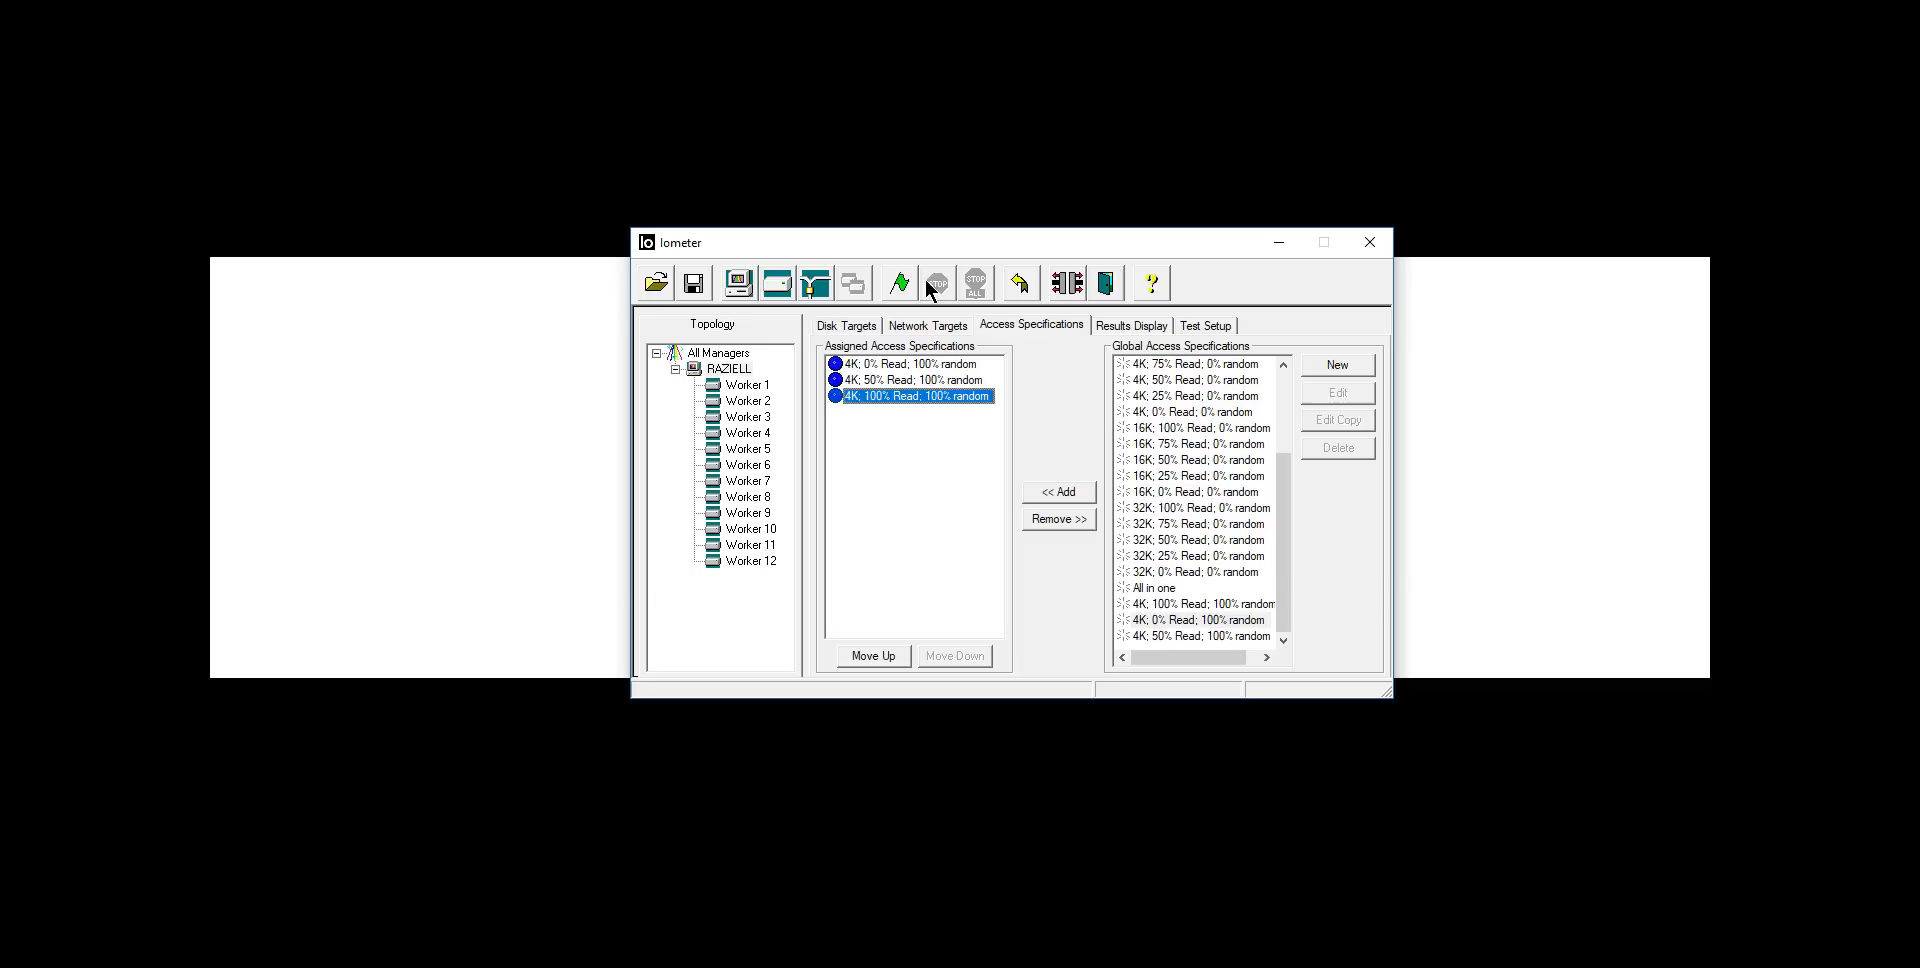 Io Iometer
STOP
STOP
ALL
?
Topology
All Managers
RAZIELL
Worker 1
Worker 2
Worker 3
Worker 4
Worker 5
Worker 6
Worker 7
Worker 8
Worker 9
Worker 10
Worker 11
Worker 12
Disk Targets
Network Targets
Access Specifications
Results Display
Test Setup
Assigned Access Specifications
4K; 0% Read; 100% random
4K; 50% Read; 100% random
4K; 100% Read; 100% random
Move Up
Move Down
<< Add
Remove >>
Global Access Specifications
4K; 75% Read; 0% random
4K; 50% Read; 0% random
4K; 25% Read; 0% random
4K; 0% Read; 0% random
16K; 100% Read; 0% random
16K; 75% Read; 0% random
16K; 50% Read; 0% random
16K; 25% Read; 0% random
16K; 0% Read; 0% random
32K; 100% Read; 0% random
32K; 75% Read; 0% random
32K; 50% Read; 0% random
32K; 25% Read; 0% random
32K; 0% Read; 0% random
All in one
4K; 100% Read; 100% random
4K; 0% Read; 100% random
4K; 50% Read; 100% random
New
Edit
Edit Copy
Delete